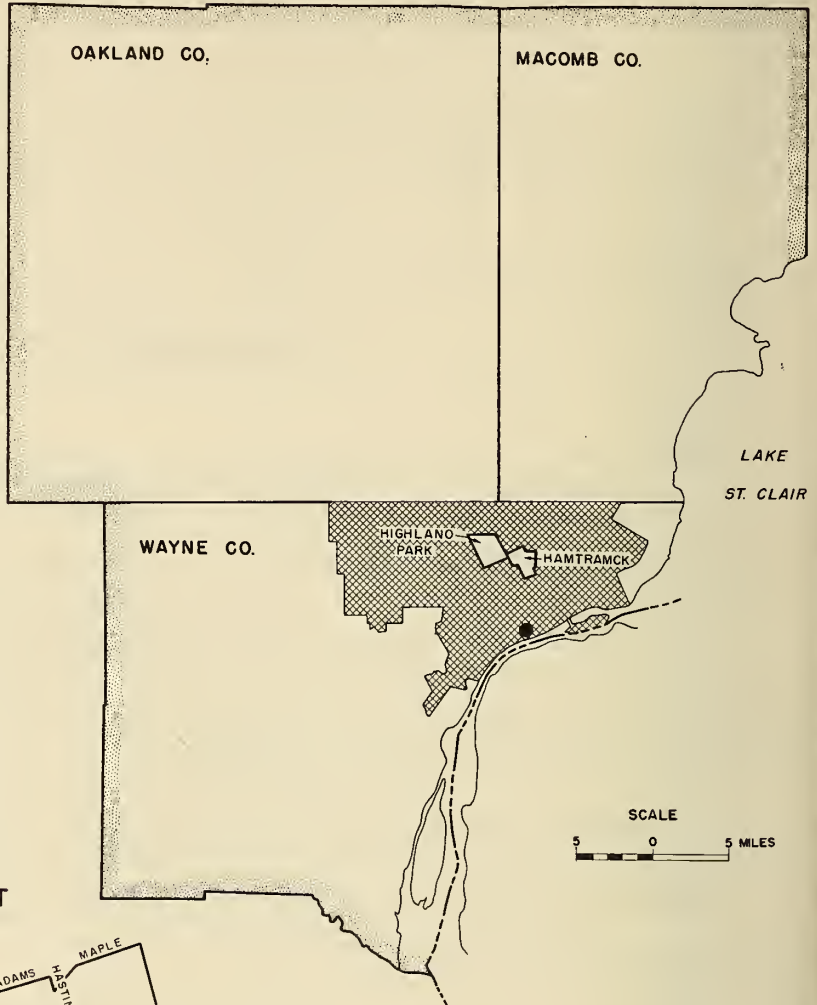 OAKLAND CO.
MACOMB CO.
LAKE
ST. CLAIR
WAYNE CO.
HIGHLAND
PARK
HAMTRAMCK
SCALE
5 0 5 MILES
T
ADAMS
MAPLE